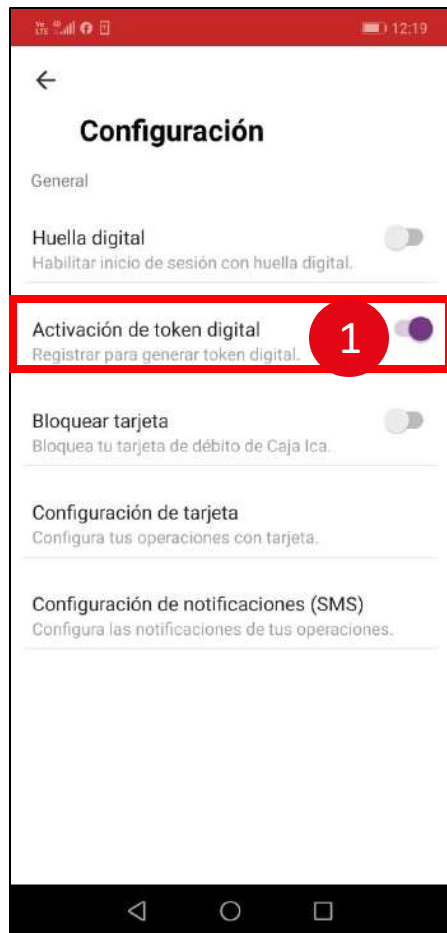 Vo LTE 12:19
Configuración
General
Huella digital
Habilitar inicio de sesión con huella digital.
Activación de token digital
Registrar para generar token digital.
1
Bloquear tarjeta
Bloquea tu tarjeta de débito de Caja Ica.
Configuración de tarjeta
Configura tus operaciones con tarjeta.
Configuración de notificaciones (SMS)
Configura las notificaciones de tus operaciones.